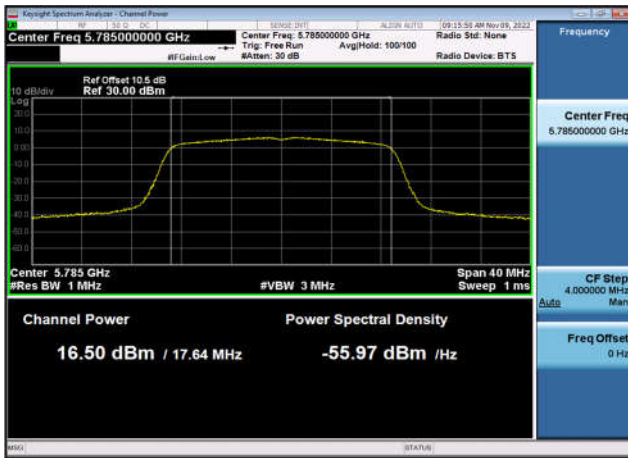 Keysight Spectrum Analyzer - Channel Power
RF 50 Ω DC SENSE:INT ALIGN AUTO 09:15:50 AM Nov 09, 2022
Center Freq 5.785000000 GHz
Center Freq: 5.785000000 GHz
Radio Std: None
Trig: Free Run Avg|Hold: 100/100
#IFGain:Low #Atten: 30 dB Radio Device: BTS
Ref Offset 10.5 dB
10 dB/div Ref 30.00 dBm
Log
20.0
10.0
0.00
-10.0
-20.0
-30.0
-40.0
-50.0
-60.0
Center 5.785 GHz Span 40 MHz
#Res BW 1 MHz #VBW 3 MHz Sweep 1 ms
Channel Power Power Spectral Density
16.50 dBm / 17.64 MHz -55.97 dBm /Hz
MSG STATUS
Frequency
Center Freq
5.785000000 GHz
CF Step
4.000000 MHz
Auto Man
Freq Offset
0 Hz